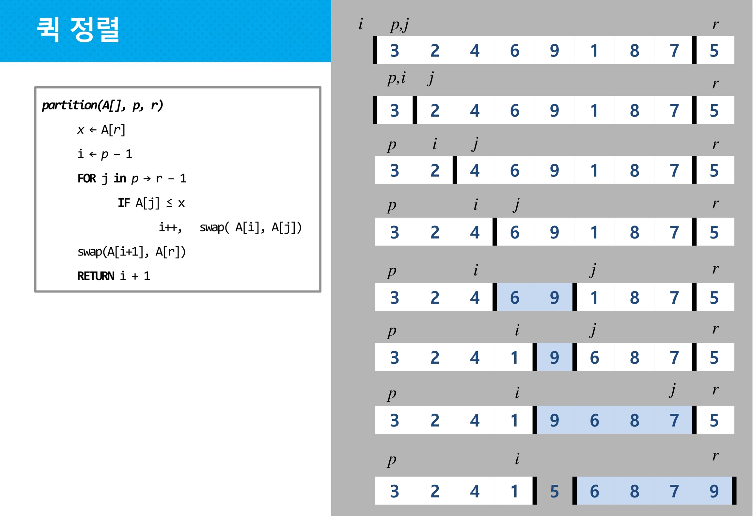 퀵 정렬
partition(A[], p, r)
x ← A[r]
i ← p – 1
FOR j in p → r – 1
IF A[j] ≤ x
i++, swap( A[i], A[j])
swap(A[i+1], A[r])
RETURN i + 1
i p,j r
3 2 4 6 9 1 8 7 5
p,i j r
3 2 4 6 9 1 8 7 5
p i j r
3 2 4 6 9 1 8 7 5
p i j r
3 2 4 6 9 1 8 7 5
p i j r
3 2 4 6 9 1 8 7 5
p i j r
3 2 4 1 9 6 8 7 5
p i j r
3 2 4 1 9 6 8 7 5
p i r
3 2 4 1 5 6 8 7 9